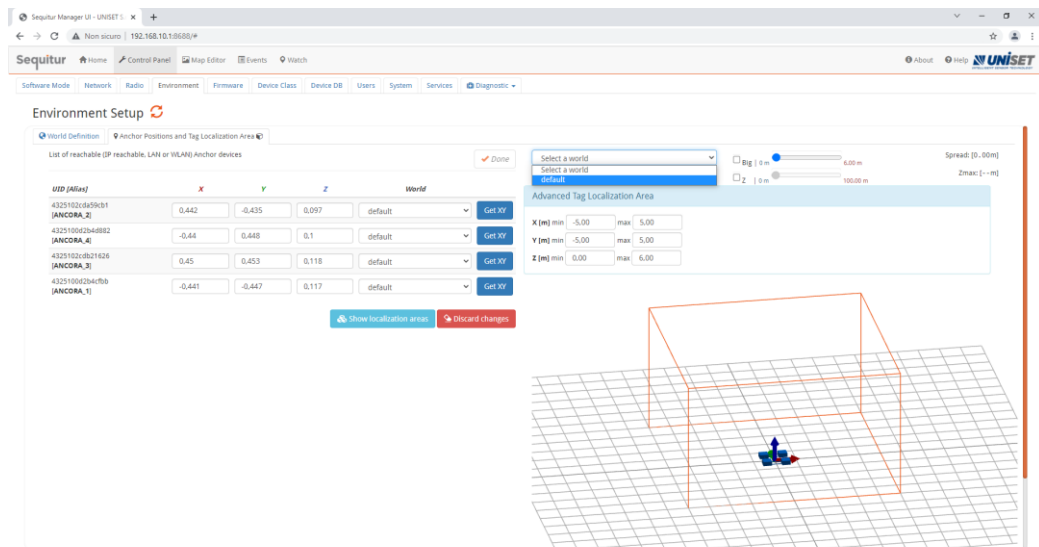 Sequitur Manager UI - UNISET S
Non sicuro | 192.168.10.1:8688/#
Sequitur Home Control Panel Map Editor Events Watch About Help UNISET
Software Mode Network Radio Environment Firmware Device Class Device DB Users System Services Diagnostic
Environment Setup
World Definition Anchor Positions and Tag Localization Area
List of reachable (IP reachable, LAN or WLAN) Anchor devices Done
UID [Alias] X Y Z World
4325102cda59cb1
[ANCORA_2] 0,442 -0,435 0,097 default Get XY
4325100d2b4d882
[ANCORA_4] -0,44 0,448 0,1 default Get XY
4325102cdb21626
[ANCORA_3] 0,45 0,453 0,118 default Get XY
4325100d2b4cfbb
[ANCORA_1] -0,441 -0,447 0,117 default Get XY
Show localization areas Discard changes
Select a world
Select a world
default
Big | 0 m 6,00 m
Z | 0 m 100,00 m
Spread: [0..00m]
Zmax: [--m]
Advanced Tag Localization Area
X [m] min -5,00 max 5,00
Y [m] min -5,00 max 5,00
Z [m] min 0,00 max 6,00